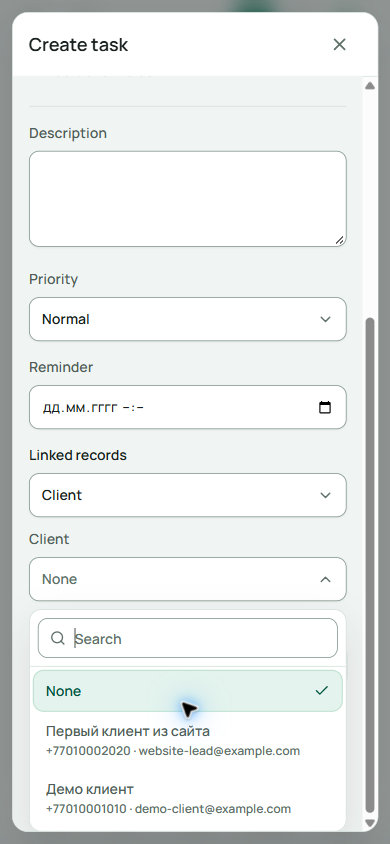 Create task
Description
Priority
Normal
Reminder
дд.мм.гггг --:--
Linked records
Client
Client
None
Search
None
Первый клиент из сайта
+77010002020 · website-lead@example.com
Демо клиент
+77010001010 · demo-client@example.com